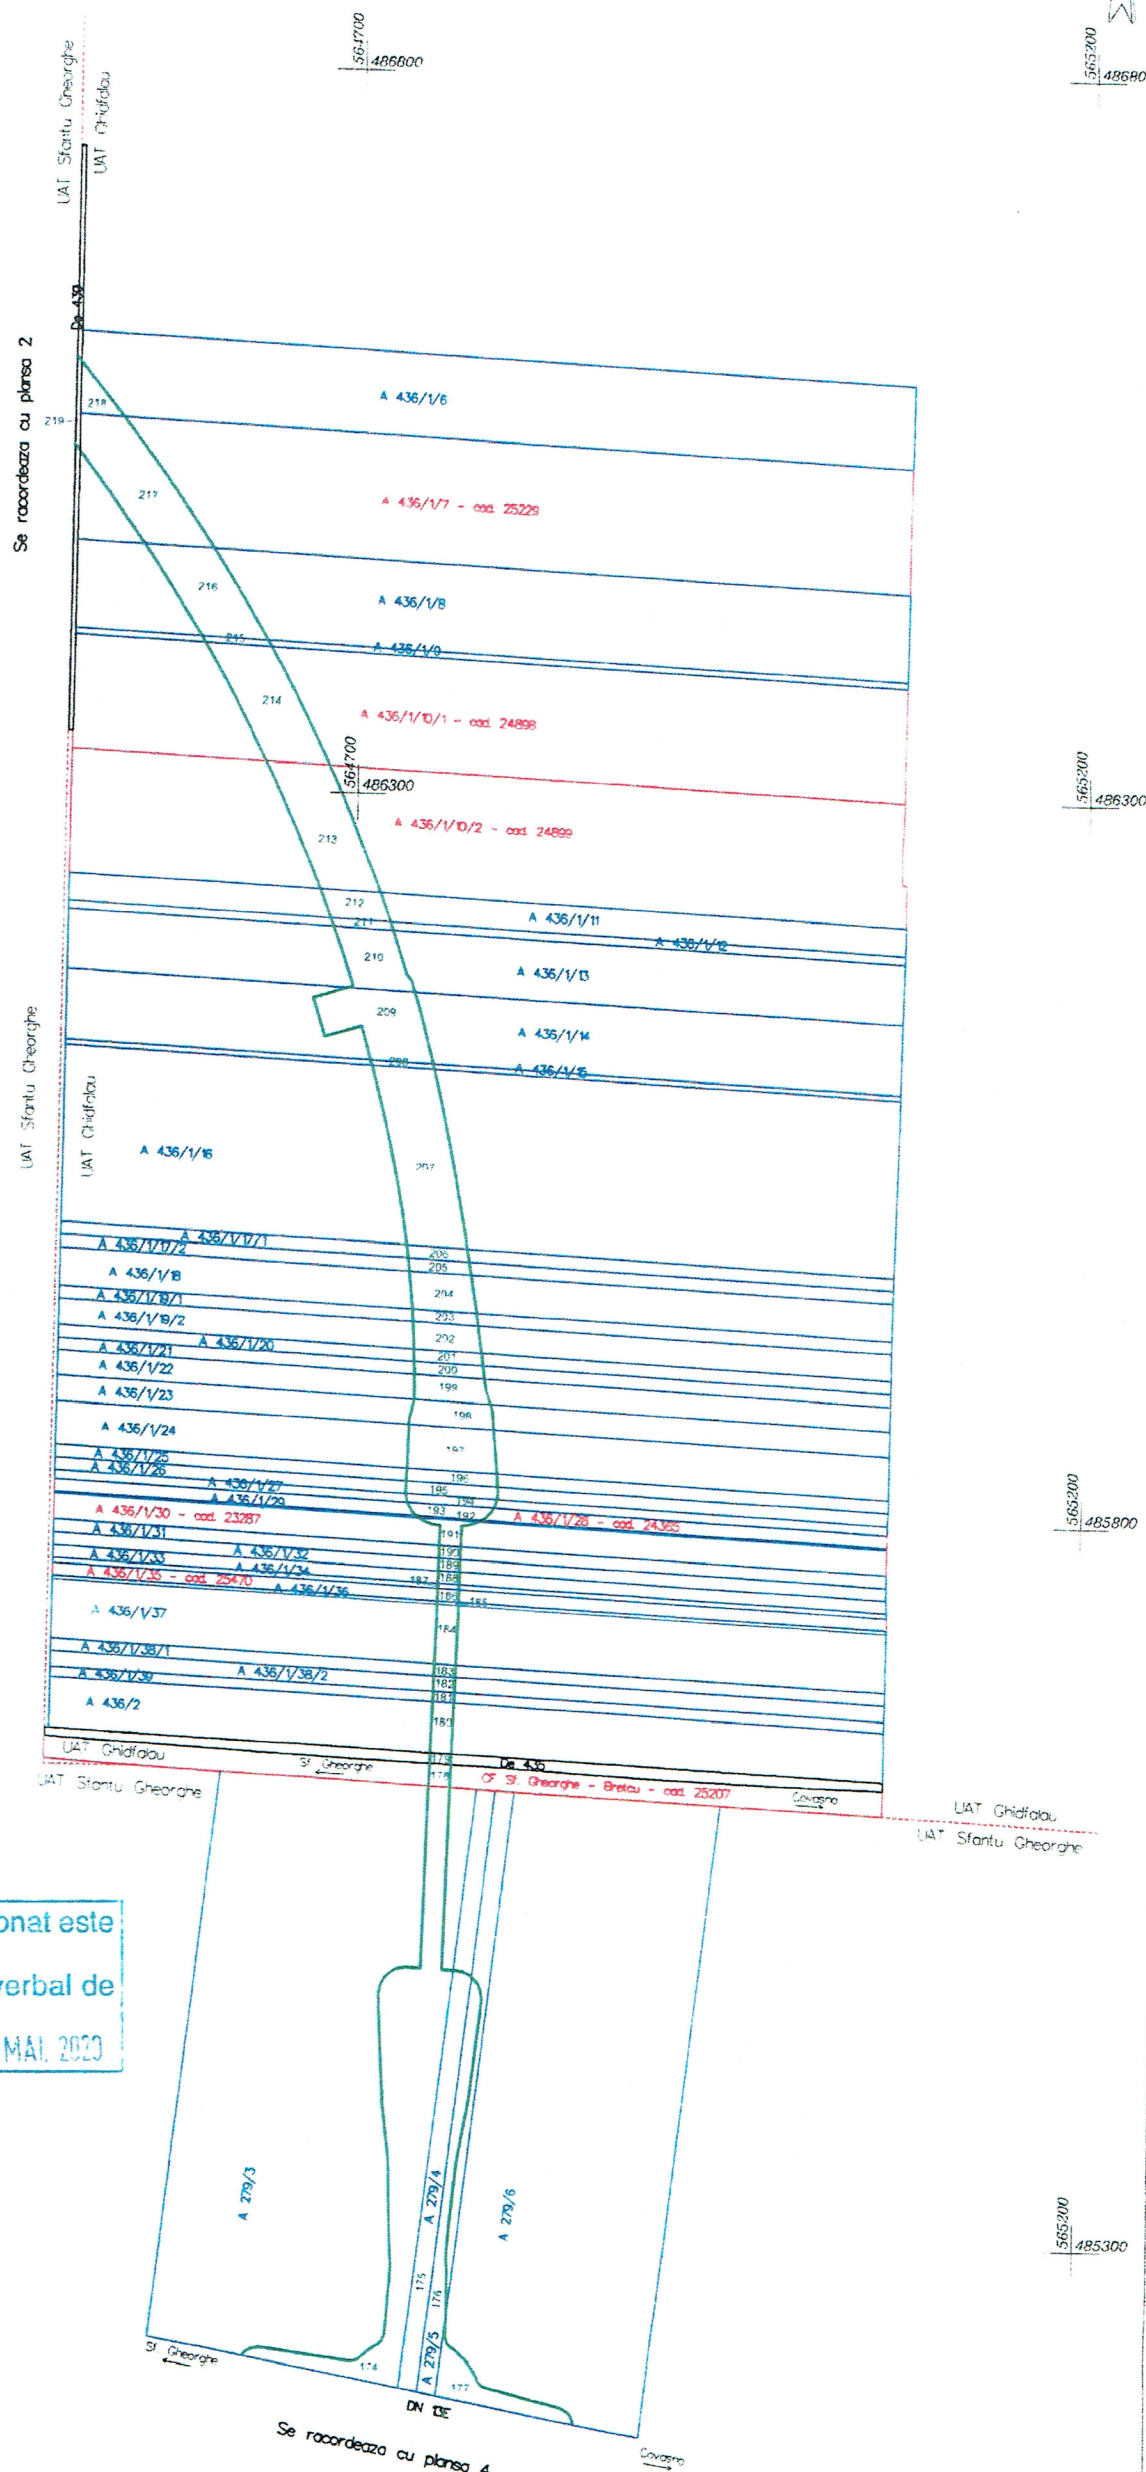 564700
486800
565200
48680
UAT Sfantu Gheorghe
UAT Ghidfalau
De 439
Se racordeaza cu plansa 2
A 436/1/6
218
219
A 436/1/7 - cad. 25229
217
216
A 436/1/8
215
A 436/1/9
214
A 436/1/10/1 - cad. 24898
564700
486300
565200
486300
A 436/1/10/2 - cad. 24899
213
212
A 436/1/11
211
A 436/1/12
210
A 436/1/13
209
A 436/1/14
208
A 436/1/15
UAT Sfantu Gheorghe
UAT Ghidfalau
A 436/1/16
207
A 436/1/17/1
A 436/1/17/2
206
205
A 436/1/18
204
A 436/1/19/1
203
A 436/1/19/2
202
A 436/1/20
A 436/1/21
201
A 436/1/22
200
199
A 436/1/23
198
A 436/1/24
197
A 436/1/25
A 436/1/26
196
A 436/1/27
195
A 436/1/29
194
A 436/1/30 - cad. 23287
193
192
A 436/1/28 - cad. 24365
565200
485800
A 436/1/31
191
A 436/1/32
190
A 436/1/33
189
A 436/1/34
188
A 436/1/35 - cad. 25470
187
A 436/1/36
186
185
A 436/1/37
184
A 436/1/38/1
183
A 436/1/38/2
182
A 436/1/39
181
A 436/2
180
UAT Ghidfalau
179
De 435
Sf. Gheorghe
178
CF Sf. Gheorghe - Bretcu - cad. 25207
Covasna
UAT Sfantu Gheorghe
UAT Ghidfalau
UAT Sfantu Gheorghe
onat este
verbal de
MAI. 2020
A 279/3
A 279/4
A 279/6
565200
485300
175
176
A 279/5
Sf. Gheorghe
174
177
DN 13E
Se racordeaza cu plansa 4
Covasna